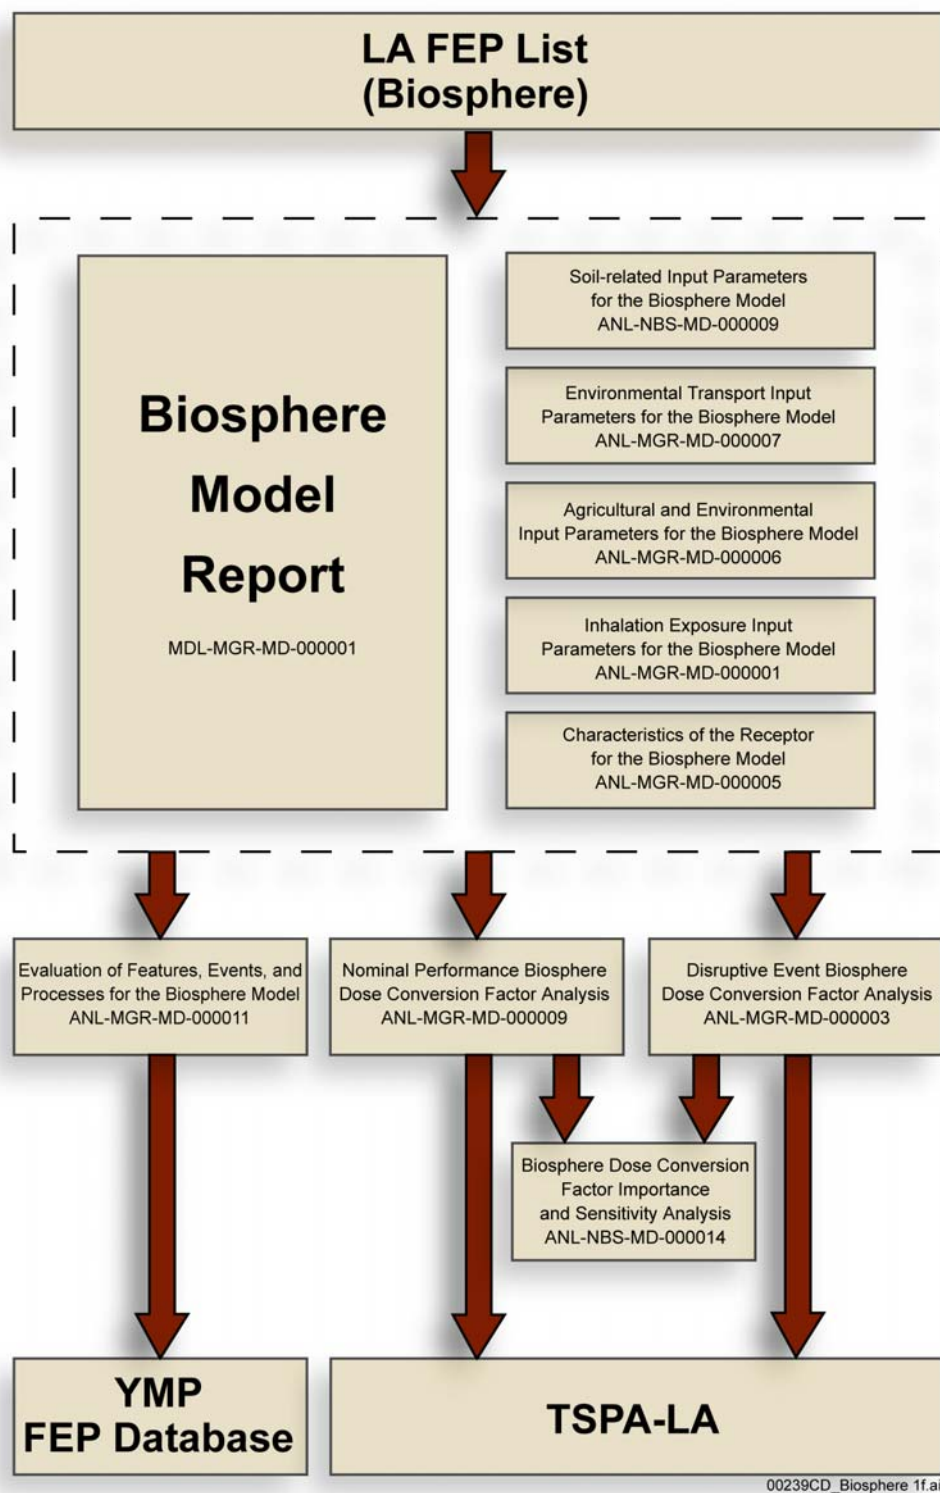 LA FEP List
(Biosphere)
Biosphere
Model
Report
MDL-MGR-MD-000001
Soil-related Input Parameters
for the Biosphere Model
ANL-NBS-MD-000009
Environmental Transport Input
Parameters for the Biosphere Model
ANL-MGR-MD-000007
Agricultural and Environmental
Input Parameters for the Biosphere Model
ANL-MGR-MD-000006
Inhalation Exposure Input
Parameters for the Biosphere Model
ANL-MGR-MD-000001
Characteristics of the Receptor
for the Biosphere Model
ANL-MGR-MD-000005
Evaluation of Features, Events, and
Processes for the Biosphere Model
ANL-MGR-MD-000011
Nominal Performance Biosphere
Dose Conversion Factor Analysis
ANL-MGR-MD-000009
Disruptive Event Biosphere
Dose Conversion Factor Analysis
ANL-MGR-MD-000003
Biosphere Dose Conversion
Factor Importance
and Sensitivity Analysis
ANL-NBS-MD-000014
YMP
FEP Database
TSPA-LA
00239CD_Biosphere 1f.ai